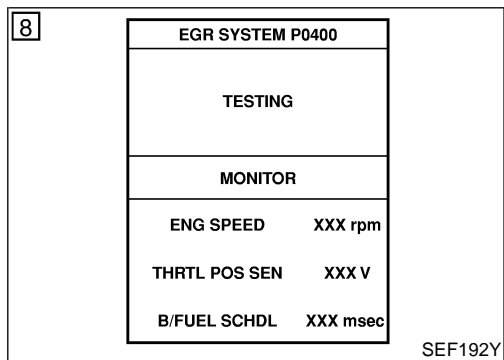 8
EGR SYSTEM P0400
TESTING
MONITOR
ENG SPEED XXX rpm
THRTL POS SEN XXX V
B/FUEL SCHDL XXX msec
SEF192Y